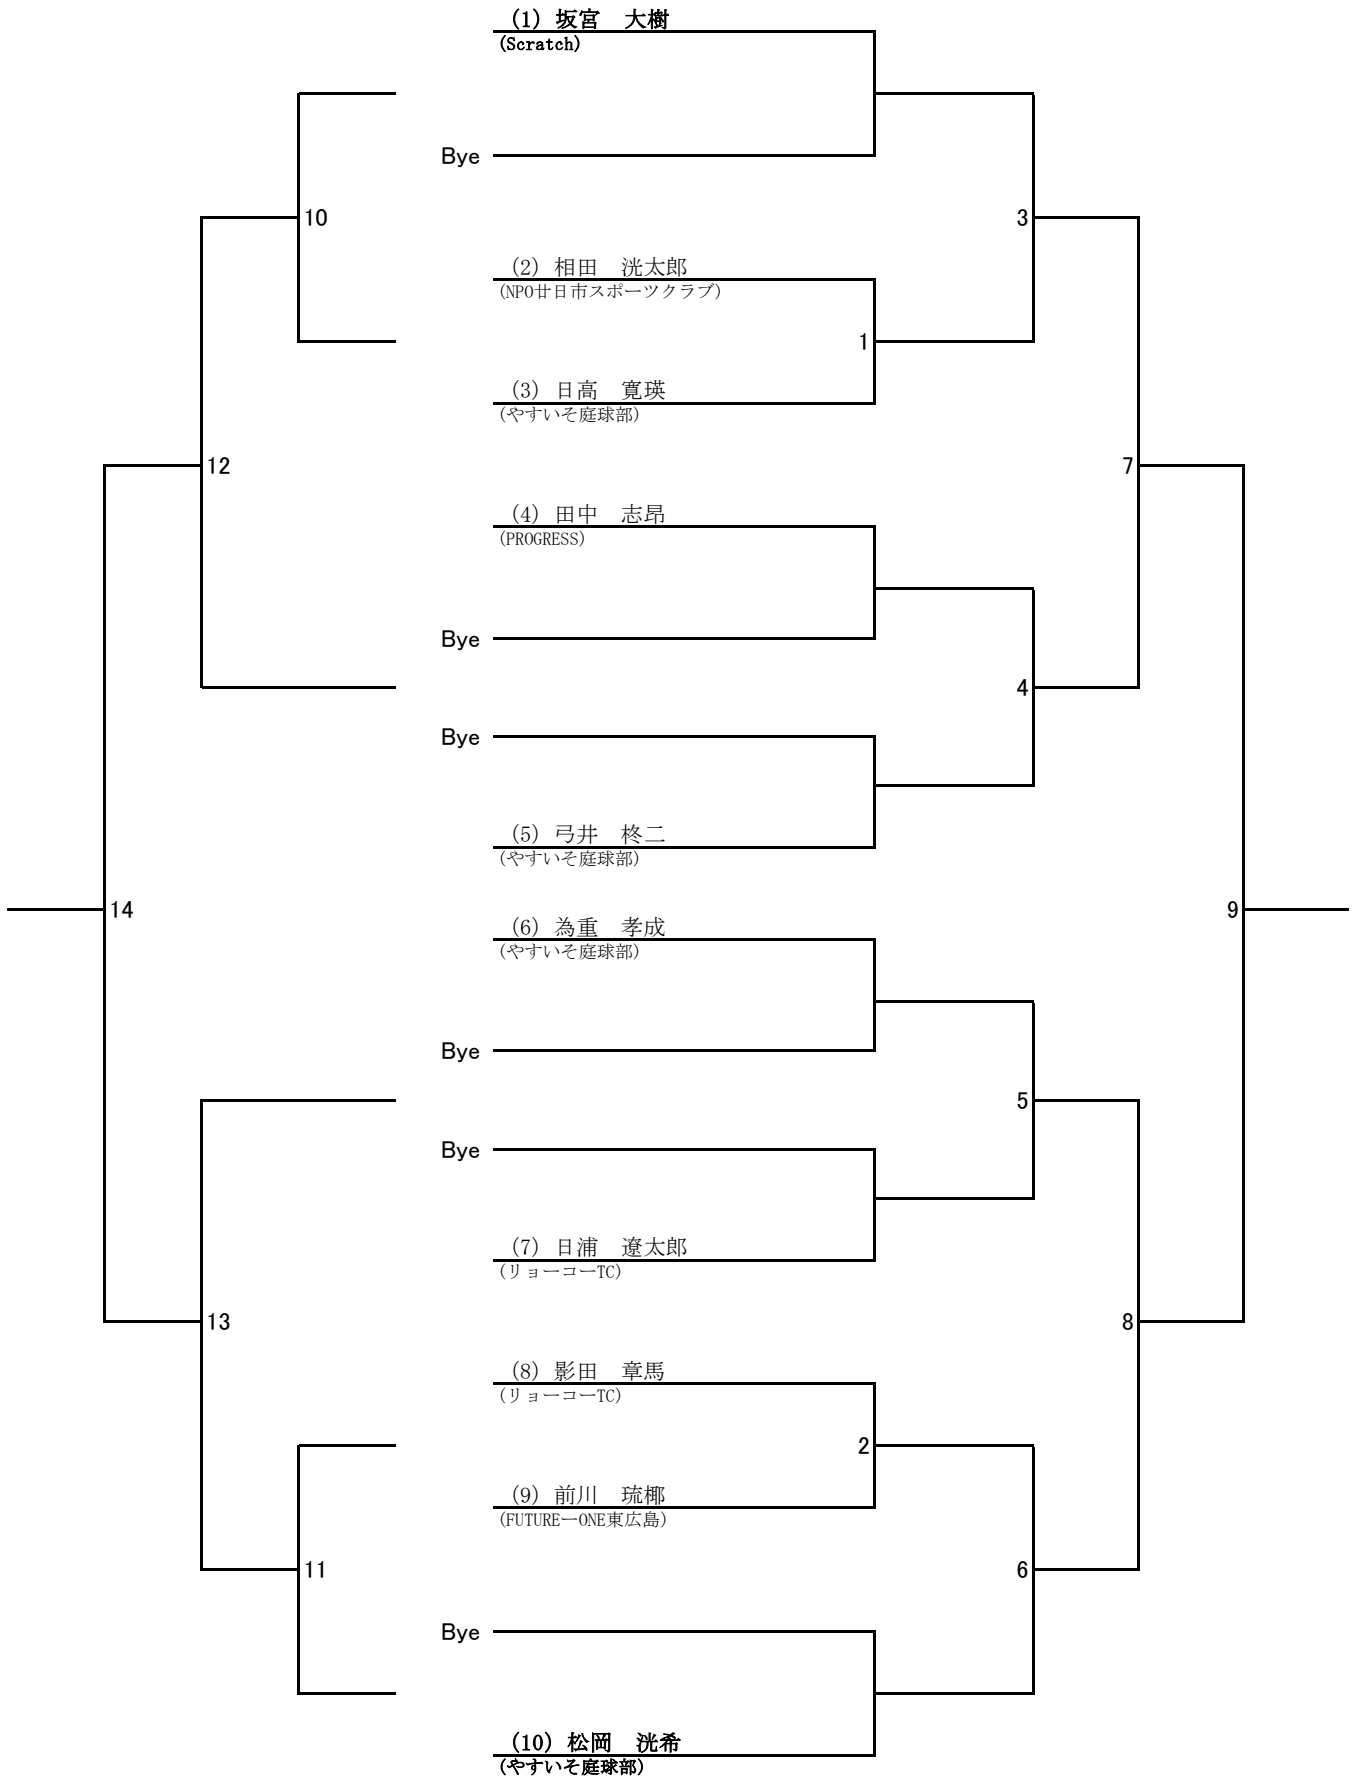 (1) 坂宮　大樹
(Scratch)
Bye
10
3
(2) 相田　洸太郎
(NPO廿日市スポーツクラブ)
1
(3) 日高　寛瑛
(やすいそ庭球部)
12
7
(4) 田中　志昂
(PROGRESS)
Bye
4
Bye
(5) 弓井　柊二
(やすいそ庭球部)
14
9
(6) 為重　孝成
(やすいそ庭球部)
Bye
5
Bye
(7) 日浦　遼太郎
(リョーコーTC)
13
8
(8) 影田　章馬
(リョーコーTC)
2
(9) 前川　琉椰
(FUTUREーONE東広島)
11
6
Bye
(10) 松岡　洸希
(やすいそ庭球部)